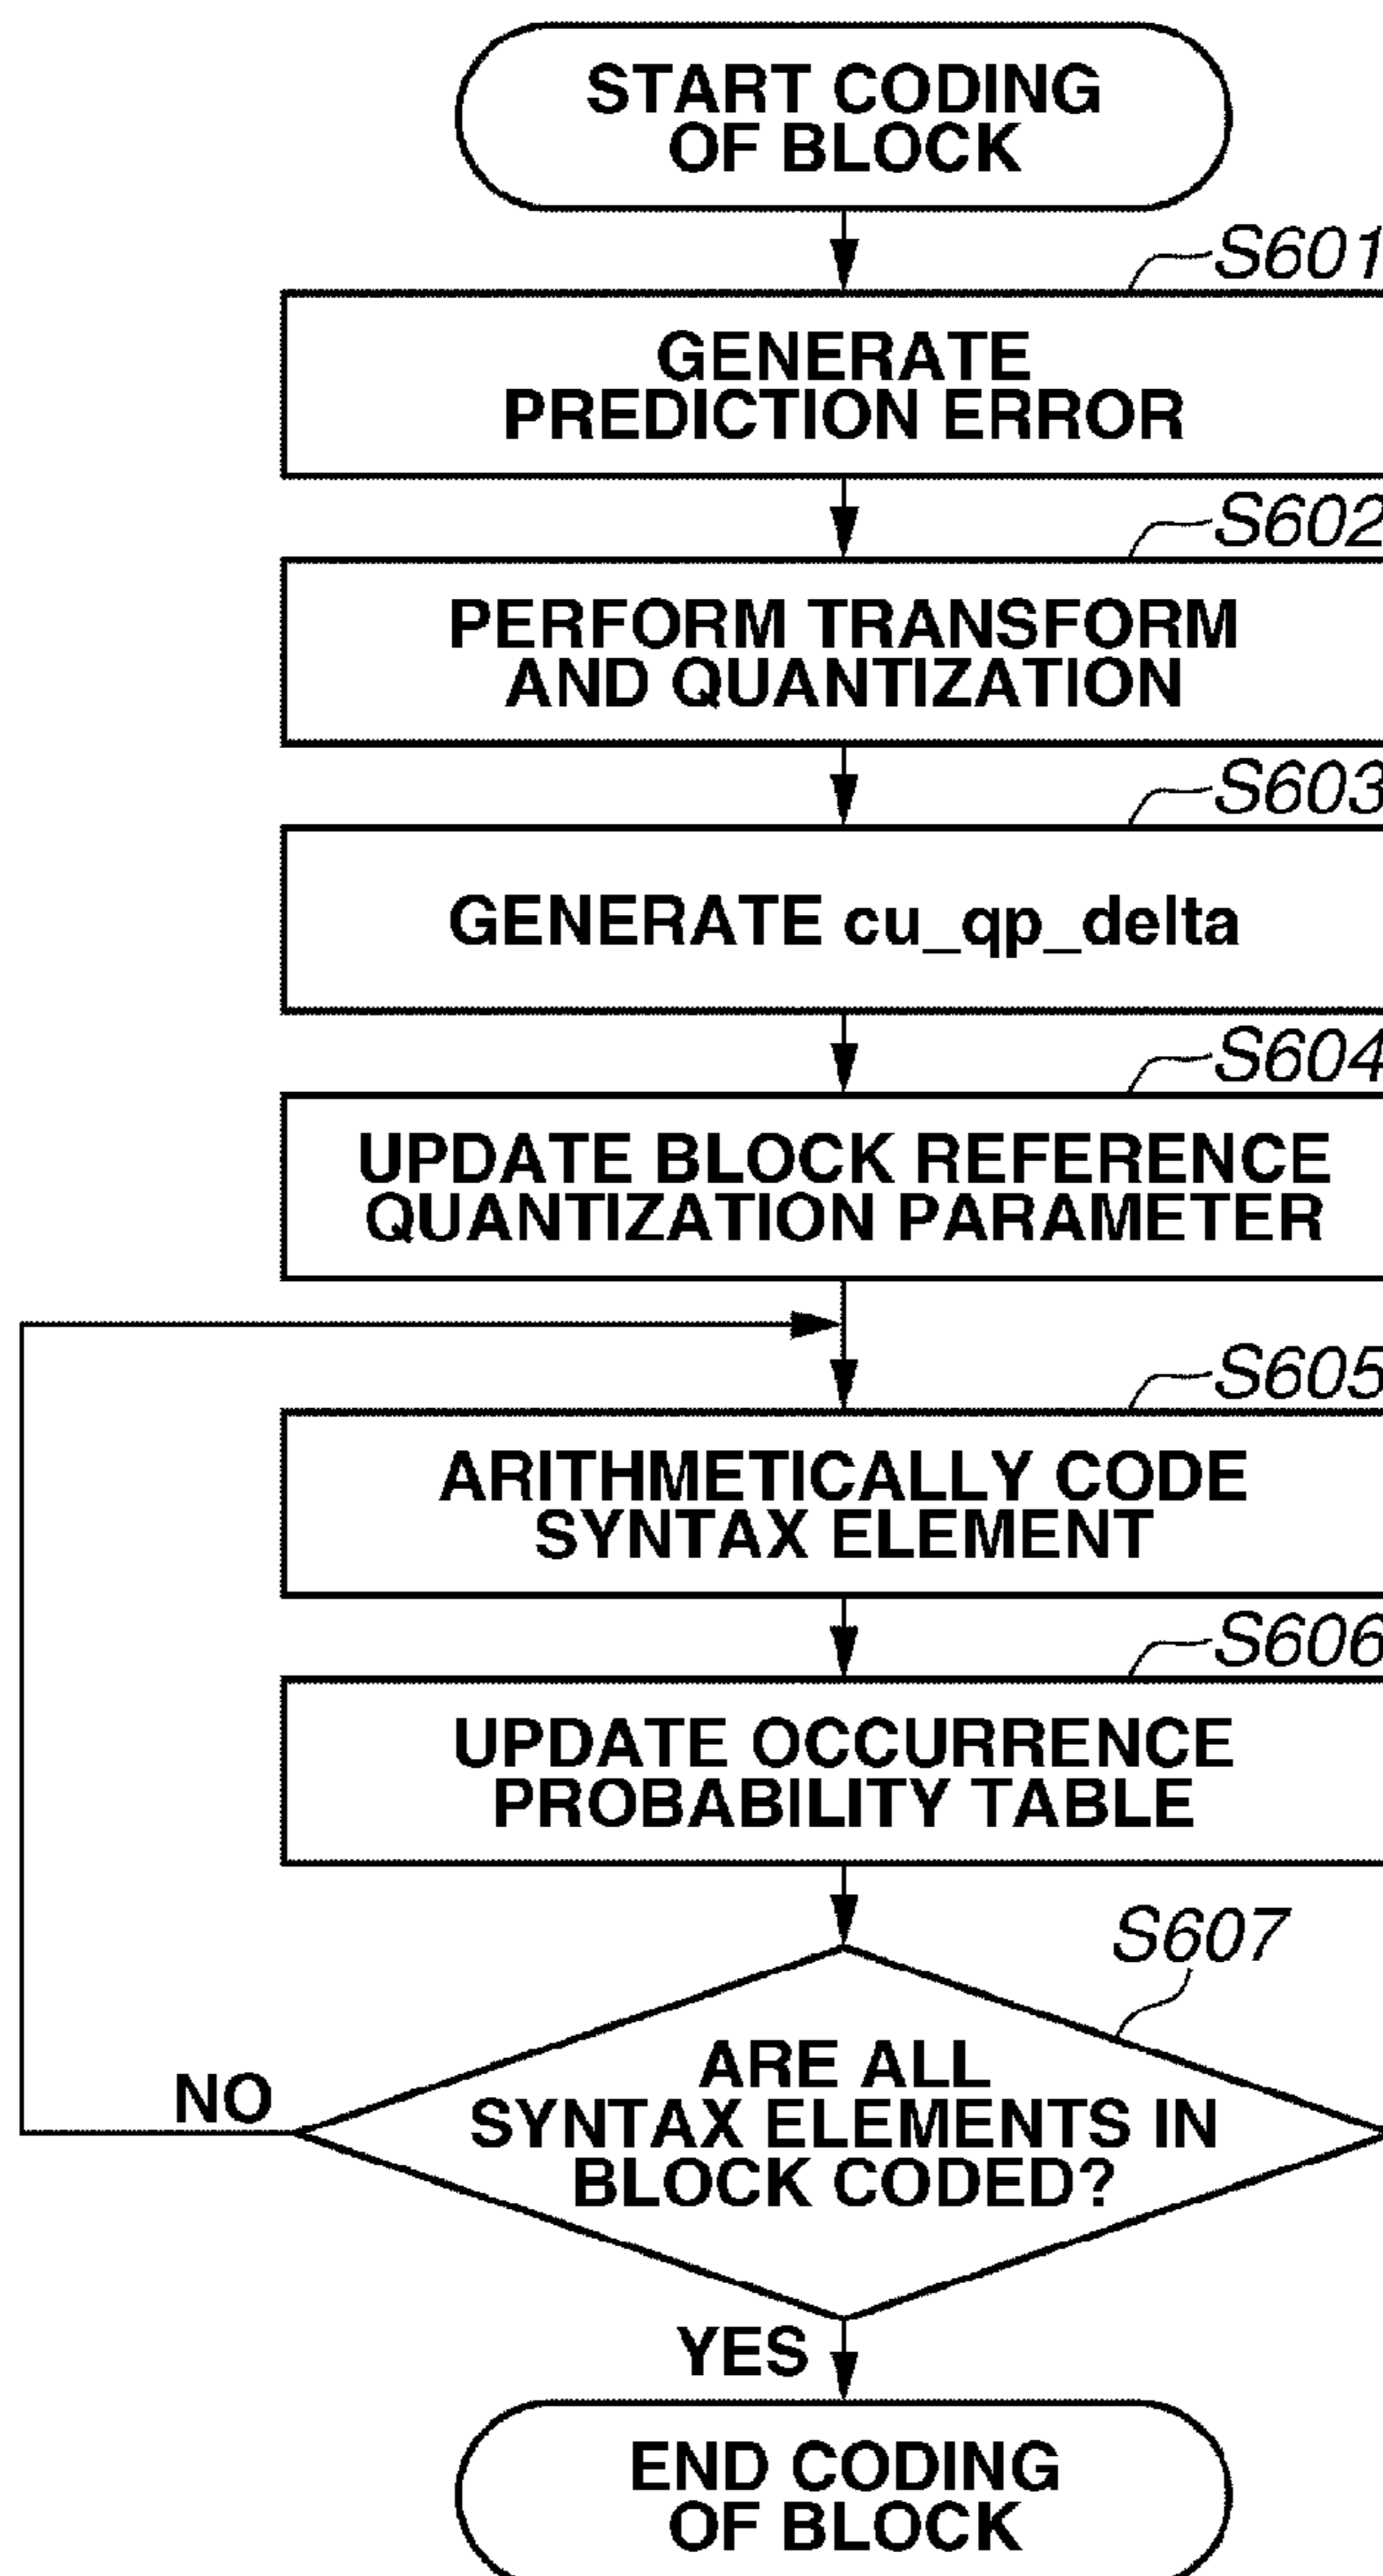 START CODING
OF BLOCK
S601
GENERATE
PREDICTION ERROR
S602
PERFORM TRANSFORM
AND QUANTIZATION
S603
GENERATE cu_qp_delta
S604
UPDATE BLOCK REFERENCE
QUANTIZATION PARAMETER
S605
ARITHMETICALLY CODE
SYNTAX ELEMENT
S606
UPDATE OCCURRENCE
PROBABILITY TABLE
S607
ARE ALL
SYNTAX ELEMENTS IN
BLOCK CODED?
NO
YES
END CODING
OF BLOCK